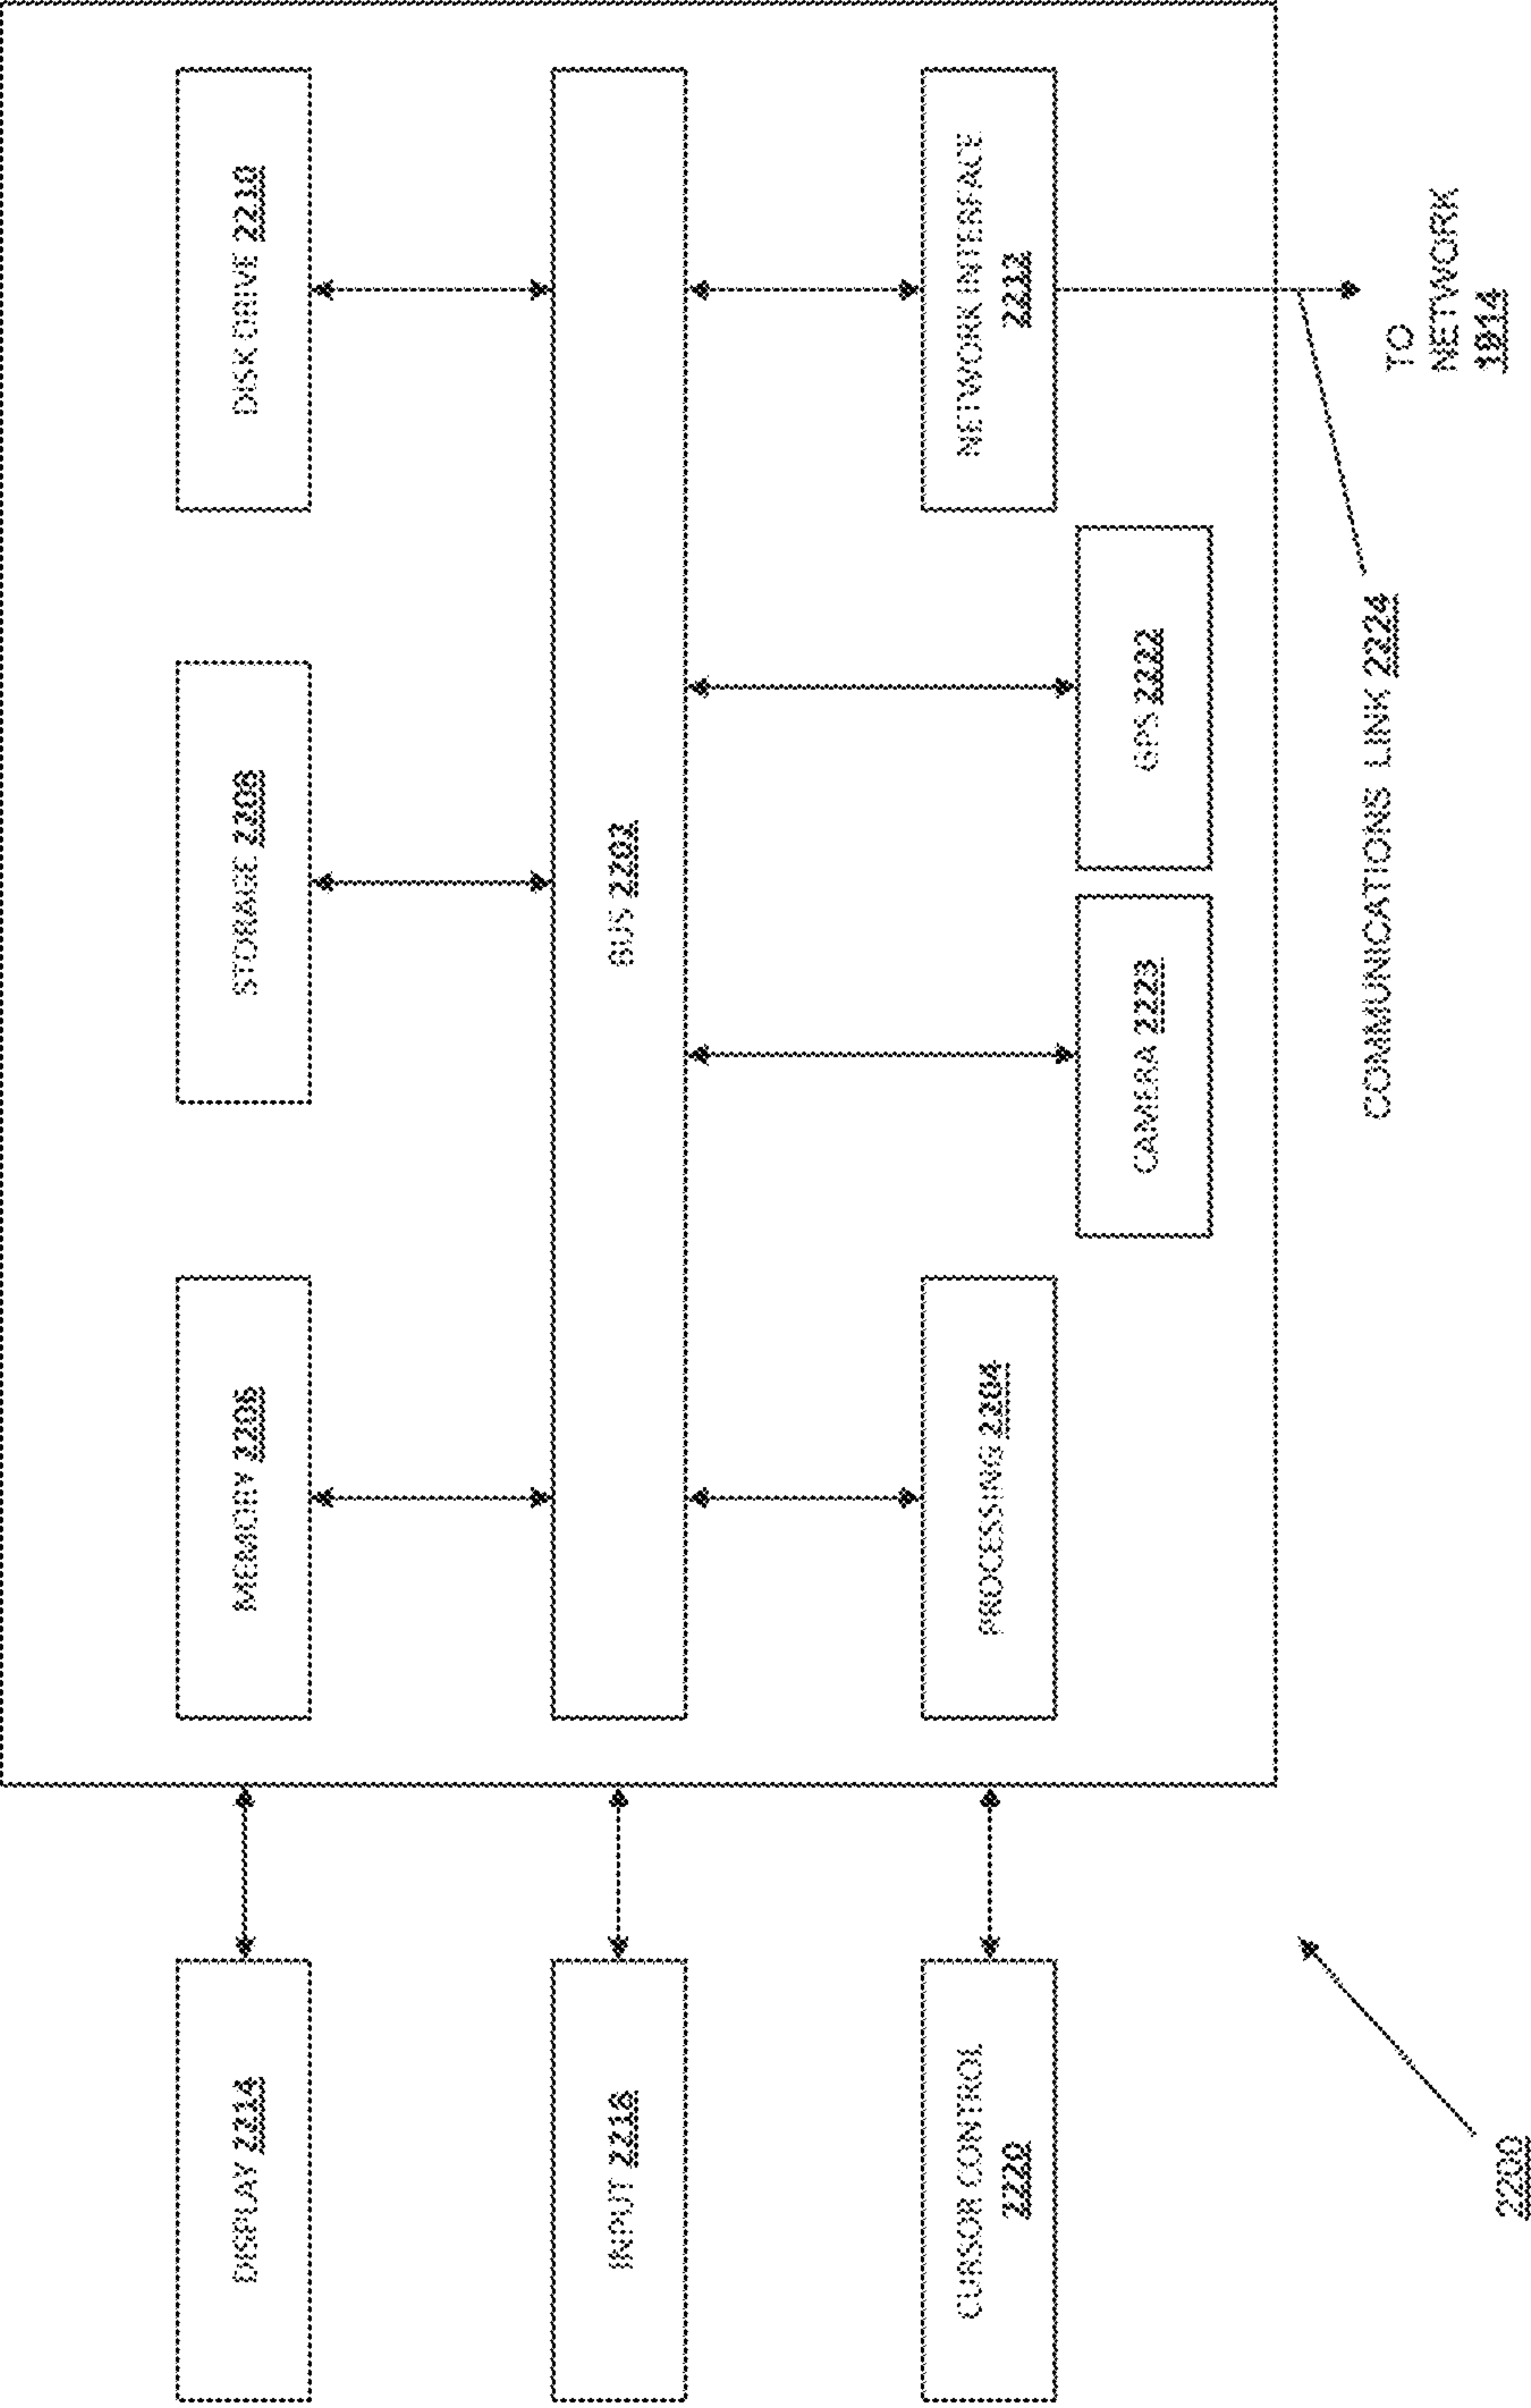 DISPLAY 2214
MEMORY 2206
STORAGE 2208
DISK DRIVE 2210
INPUT 2218
BUS 2202
CURSOR CONTROL
2220
PROCESSING 2204
NETWORK INTERFACE
2212
CAMERA 2223
GPS 2222
COMMUNICATIONS LINK 2224
TO
NETWORK
1914
2200